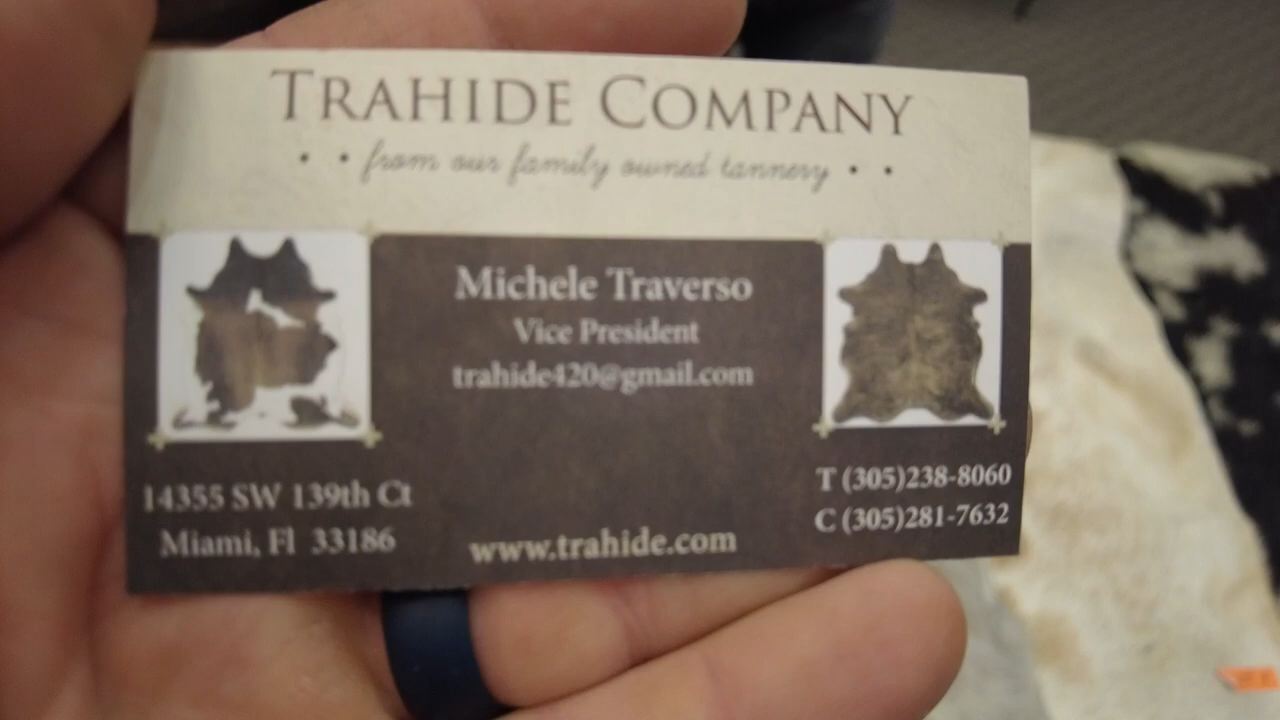 TRAHIDE COMPANY
• • from our family owned tannery • •
Michele Traverso
Vice President
trahide420@gmail.com
14355 SW 139th Ct
Miami, Fl 33186
www.trahide.com
T (305)238-8060
C (305)281-7632